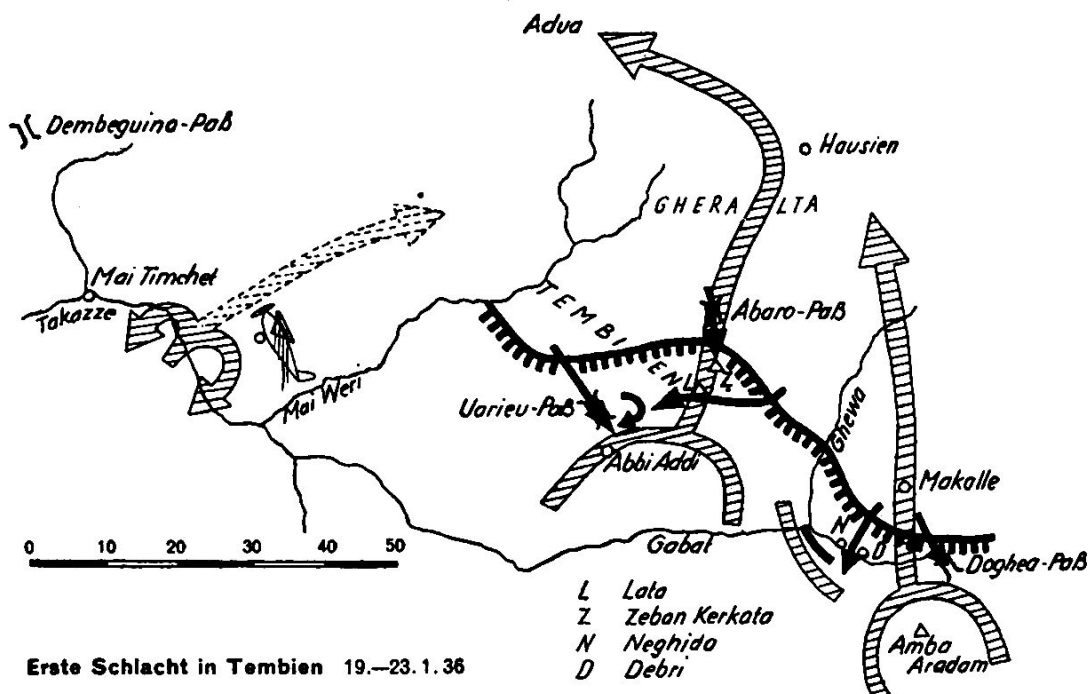 Adua
Dembeguina-Paß
Hausien
GHERALTA
Mai Timchet
Takazze
TEMBIEN
Abaro-Paß
Mai Weri
L Z
Uarieu-Paß
Ghewa
Abbi Addi
Makalle
N
D
Gabat
Doghea-Paß
0 10 20 30 40 50
L Lata
Z Zeban Kerkata
N Neghida
D Debri
Amba
Aradam
Erste Schlacht in Tembien 19.—23.1.36